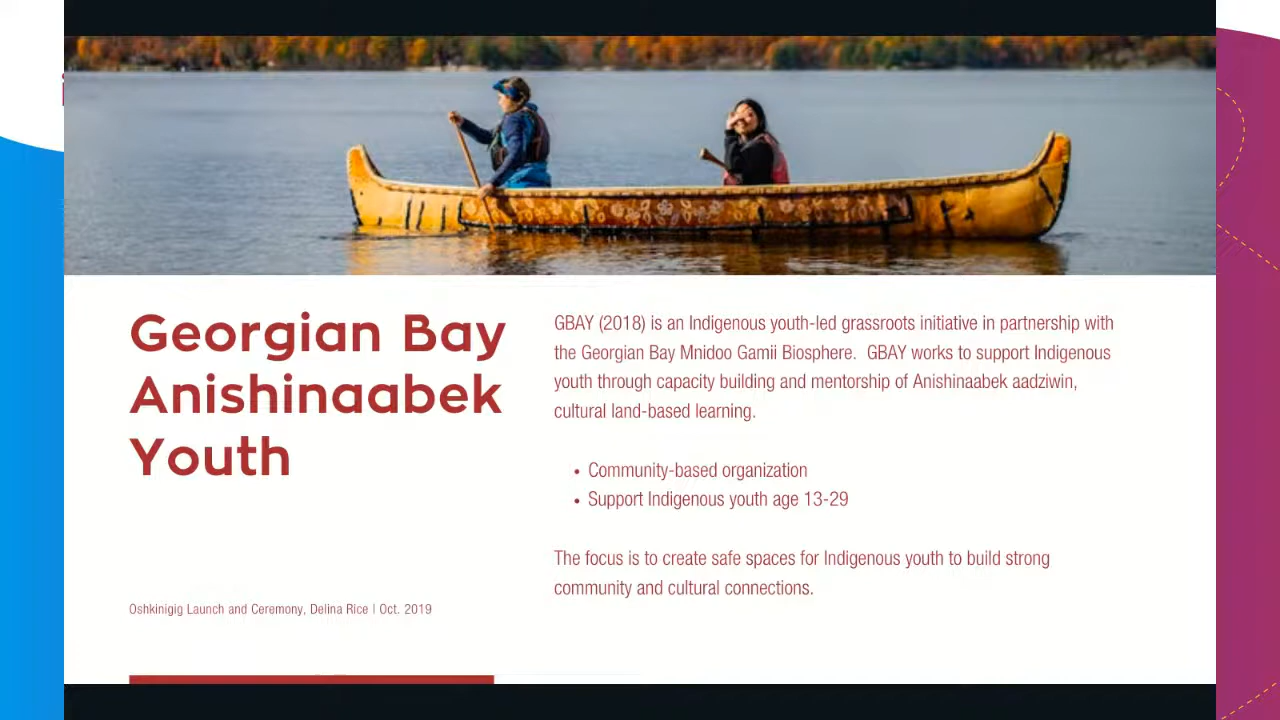 Georgian Bay
Anishinaabek
Youth
Oshkinigig Launch and Ceremony, Delina Rice | Oct. 2019
GBAY (2018) is an Indigenous youth-led grassroots initiative in partnership with
the Georgian Bay Mnidoo Gamii Biosphere. GBAY works to support Indigenous
youth through capacity building and mentorship of Anishinaabek aadziwin,
cultural land-based learning.
• Community-based organization
• Support Indigenous youth age 13-29
The focus is to create safe spaces for Indigenous youth to build strong
community and cultural connections.